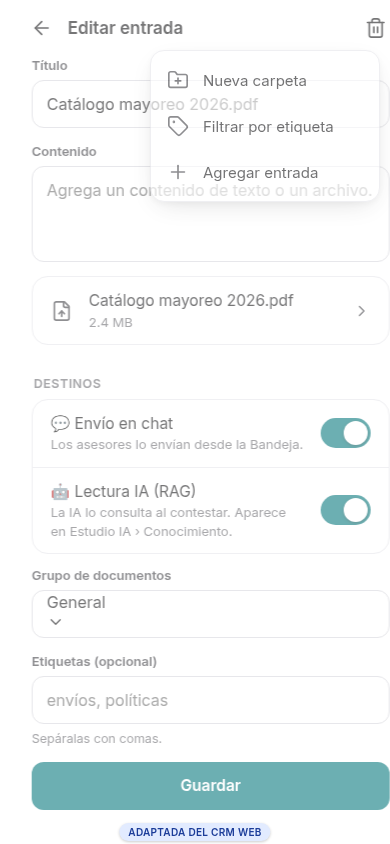 Editar entrada
Título
Nueva carpeta
Catálogo mayoreo 2026.pdf
Filtrar por etiqueta
Contenido
Agregar entrada
Agrega un contenido de texto o un archivo.
Catálogo mayoreo 2026.pdf
2.4 MB
DESTINOS
💬 Envío en chat
Los asesores lo envían desde la Bandeja.
🤖 Lectura IA (RAG)
La IA lo consulta al contestar. Aparece
en Estudio IA › Conocimiento.
Grupo de documentos
General
Etiquetas (opcional)
envíos, políticas
Sepáralas con comas.
Guardar
ADAPTADA DEL CRM WEB